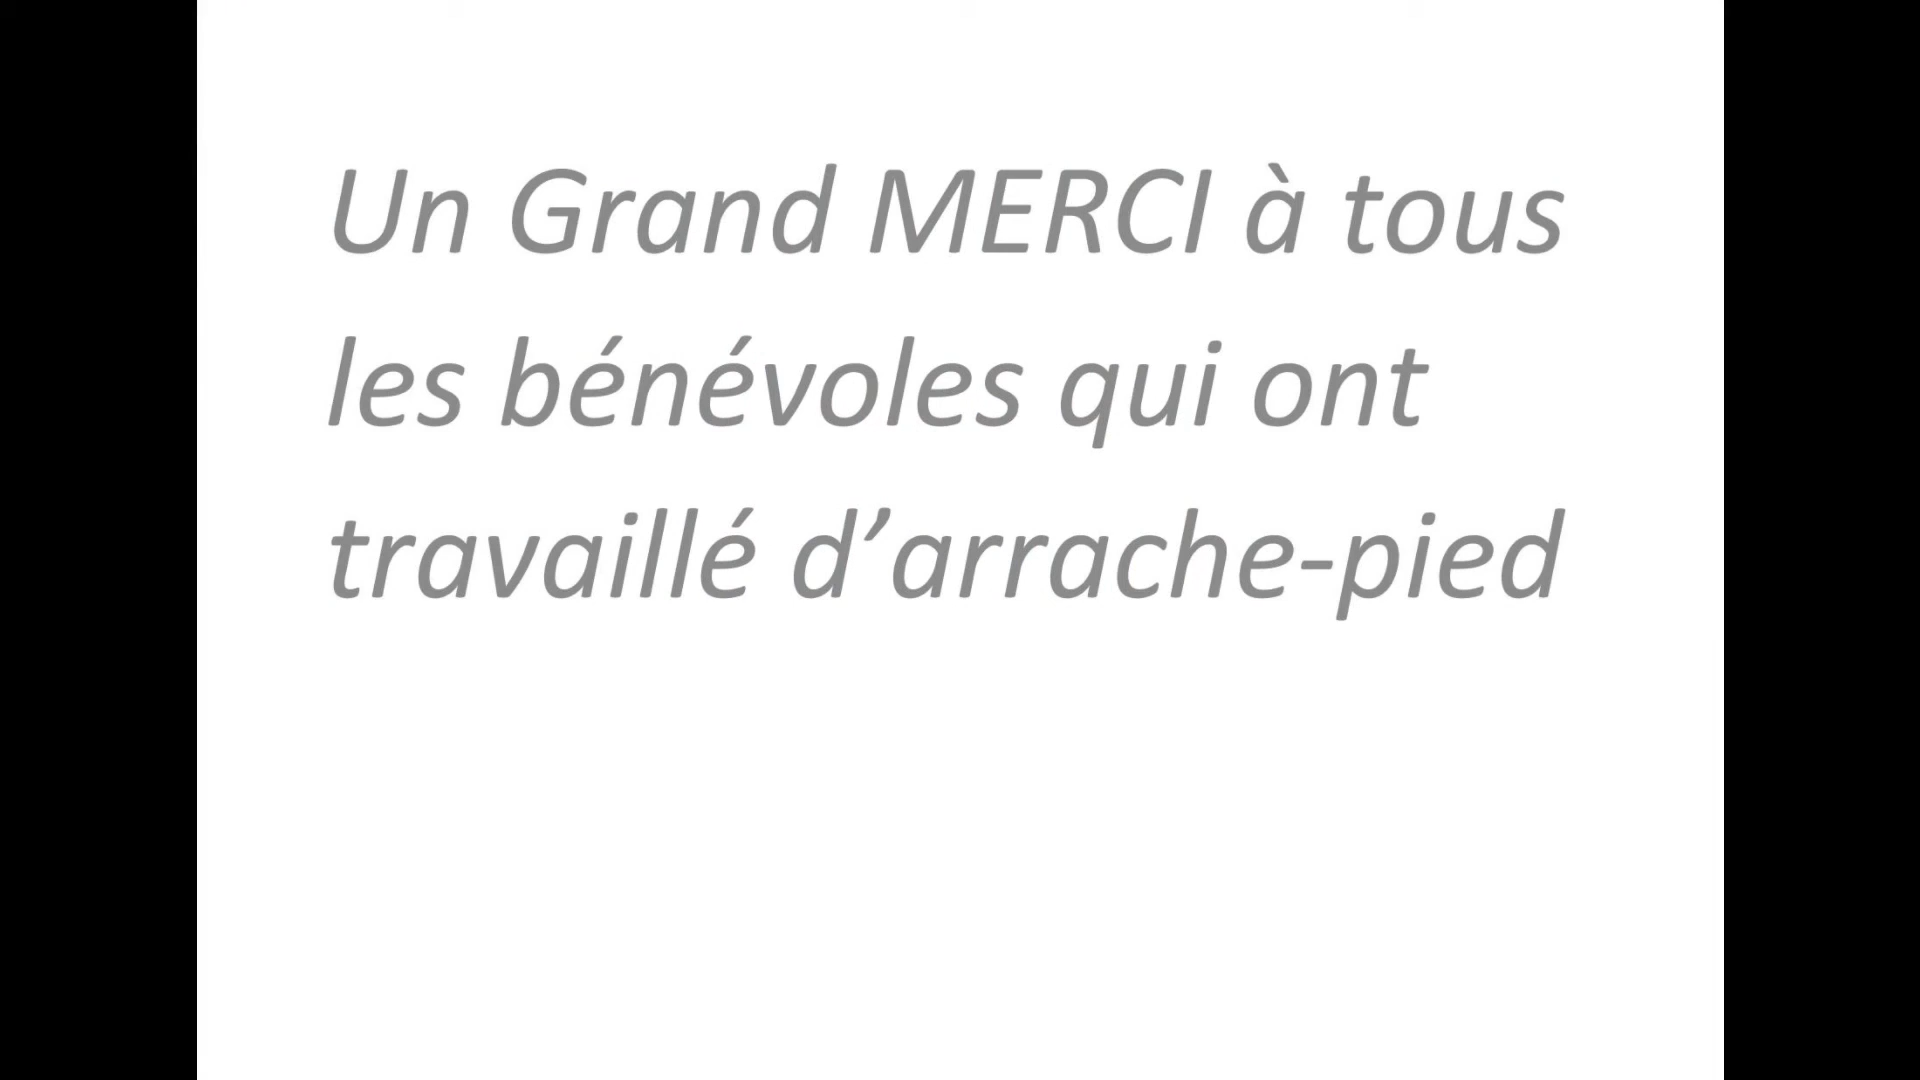 Un Grand MERCI à tous
les bénévoles qui ont
travaillé d’arrache-pied